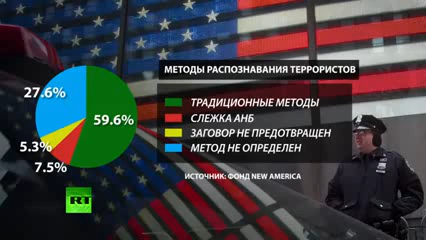 МЕТОДЫ РАСПОЗНАВАНИЯ ТЕРРОРИСТОВ
27.6%
59.6%
5.3%
7.5%
ТРАДИЦИОННЫЕ МЕТОДЫ
СЛЕЖКА АНБ
ЗАГОВОР НЕ ПРЕДОТВРАЩЕН
МЕТОД НЕ ОПРЕДЕЛЕН
ИСТОЧНИК: ФОНД NEW AMERICA
RT